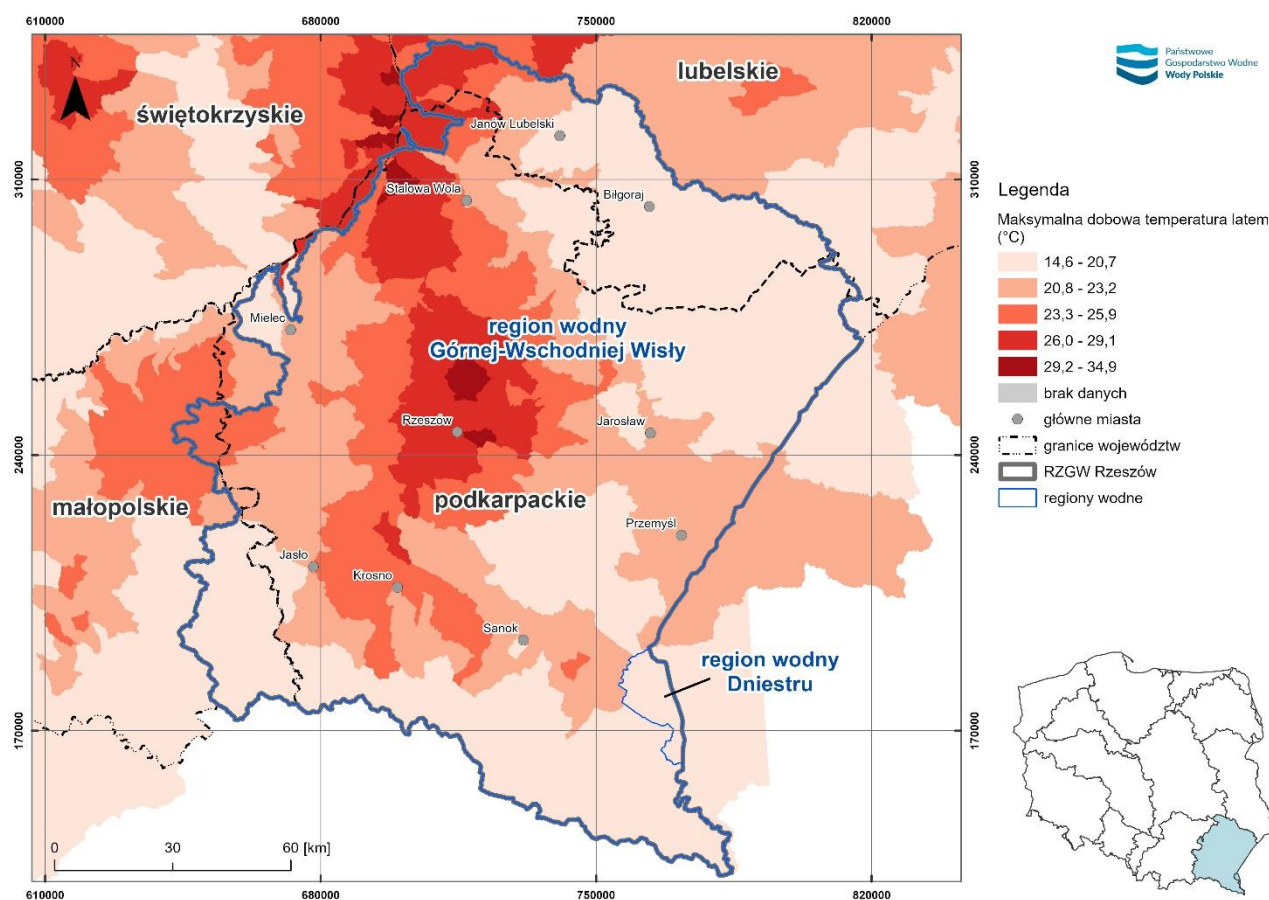 610000
680000
750000
820000
Państwowe
Gospodarstwo Wodne
Wody Polskie
N
lubelskie
świętokrzyskie
Janów Lubelski
310000
310000
Stalowa Wola
Biłgoraj
Legenda
Maksymalna dobowa temperatura latem
(°C)
14,6 - 20,7
20,8 - 23,2
23,3 - 25,9
26,0 - 29,1
29,2 - 34,9
brak danych
główne miasta
granice województw
RZGW Rzeszów
regiony wodne
Mielec
region wodny
Górnej-Wschodniej Wisły
Rzeszów
Jarosław
240000
240000
małopolskie
podkarpackie
Przemyśl
Jasło
Krosno
Sanok
region wodny
Dniestru
170000
170000
0
30
60 [km]
610000
680000
750000
820000